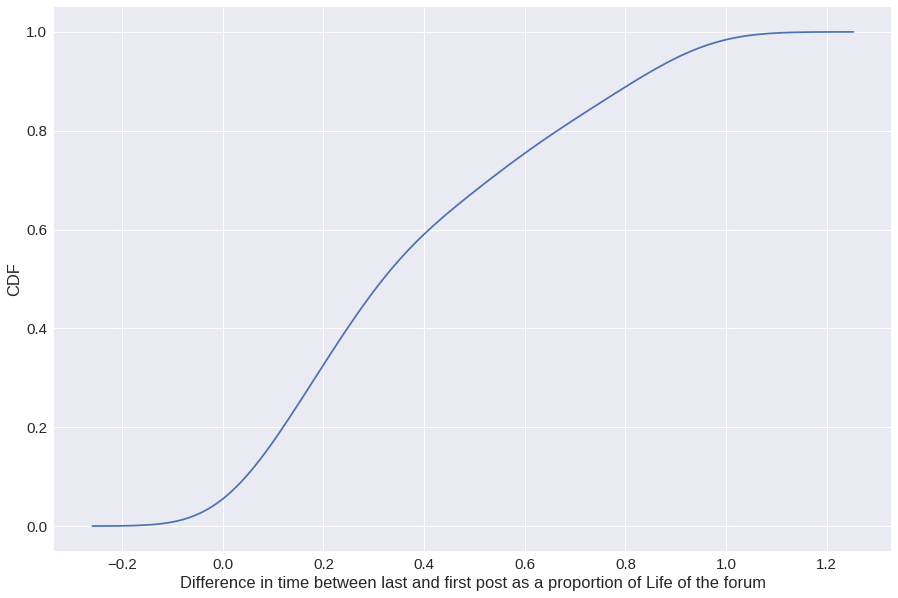 1.0
0.8
0.6
0.4
0.2
0.0
CDF
−0.2 0.0 0.2 0.4 0.6 0.8 1.0 1.2
Difference in time between last and first post as a proportion of Life of the forum